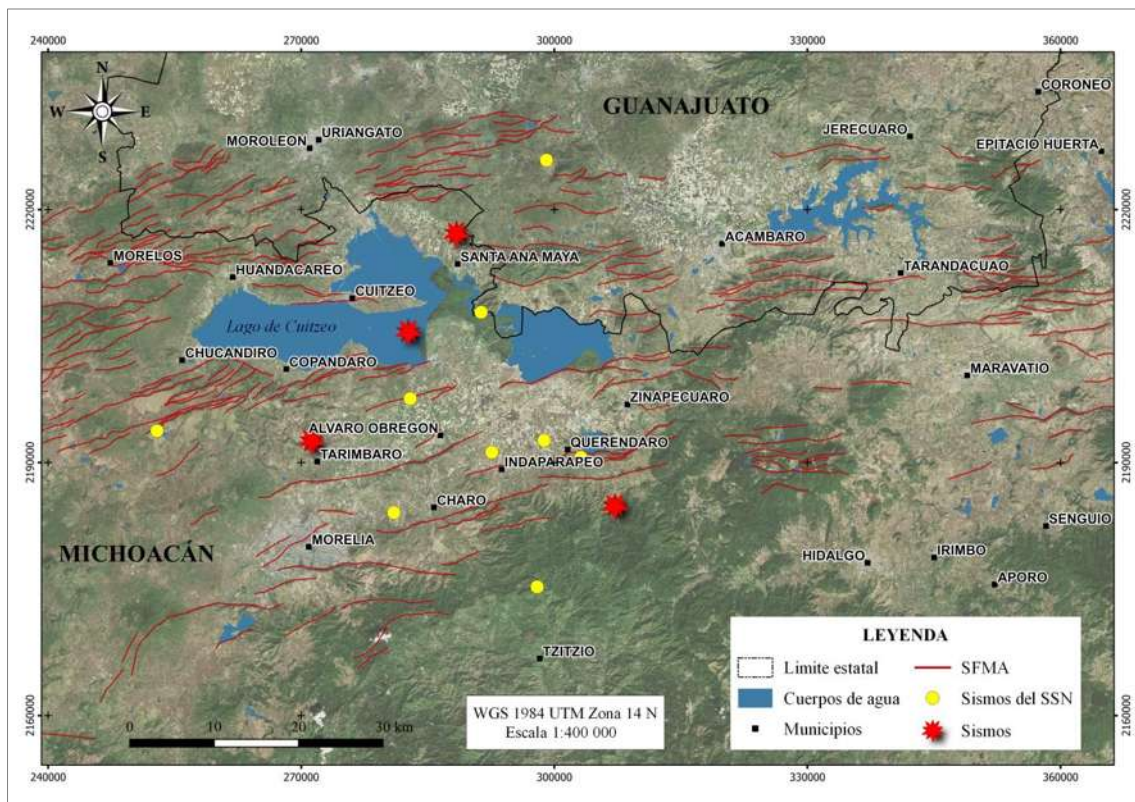 240000 270000 300000 330000 360000
N
W E
S
GUANAJUATO
CORONEO
URIANGATO
MOROLEON
JERECUARO
EPITACIO HUERTA
2220000
2220000
ACAMBARO
SANTA ANA MAYA
MORELOS
HUANDACAREO
TARANDACUAO
CUITZEO
Lago de Cuitzeo
CHUCANDIRO
COPANDARO
MARAVATIO
ZINAPECUARO
ALVARO OBREGON
QUERENDARO
TARIMBARO
INDAPARAPEO
2190000
2190000
CHARO
SENGUIO
MICHOACÁN
MORELIA
HIDALGO
IRIMBO
APORO
TZITZIO
LEYENDA
Limite estatal
SFMA
Cuerpos de agua
Sismos del SSN
Municipios
Sismos
WGS 1984 UTM Zona 14 N
Escala 1:400 000
2160000
2160000
0 10 20 30 km
240000 270000 300000 330000 360000